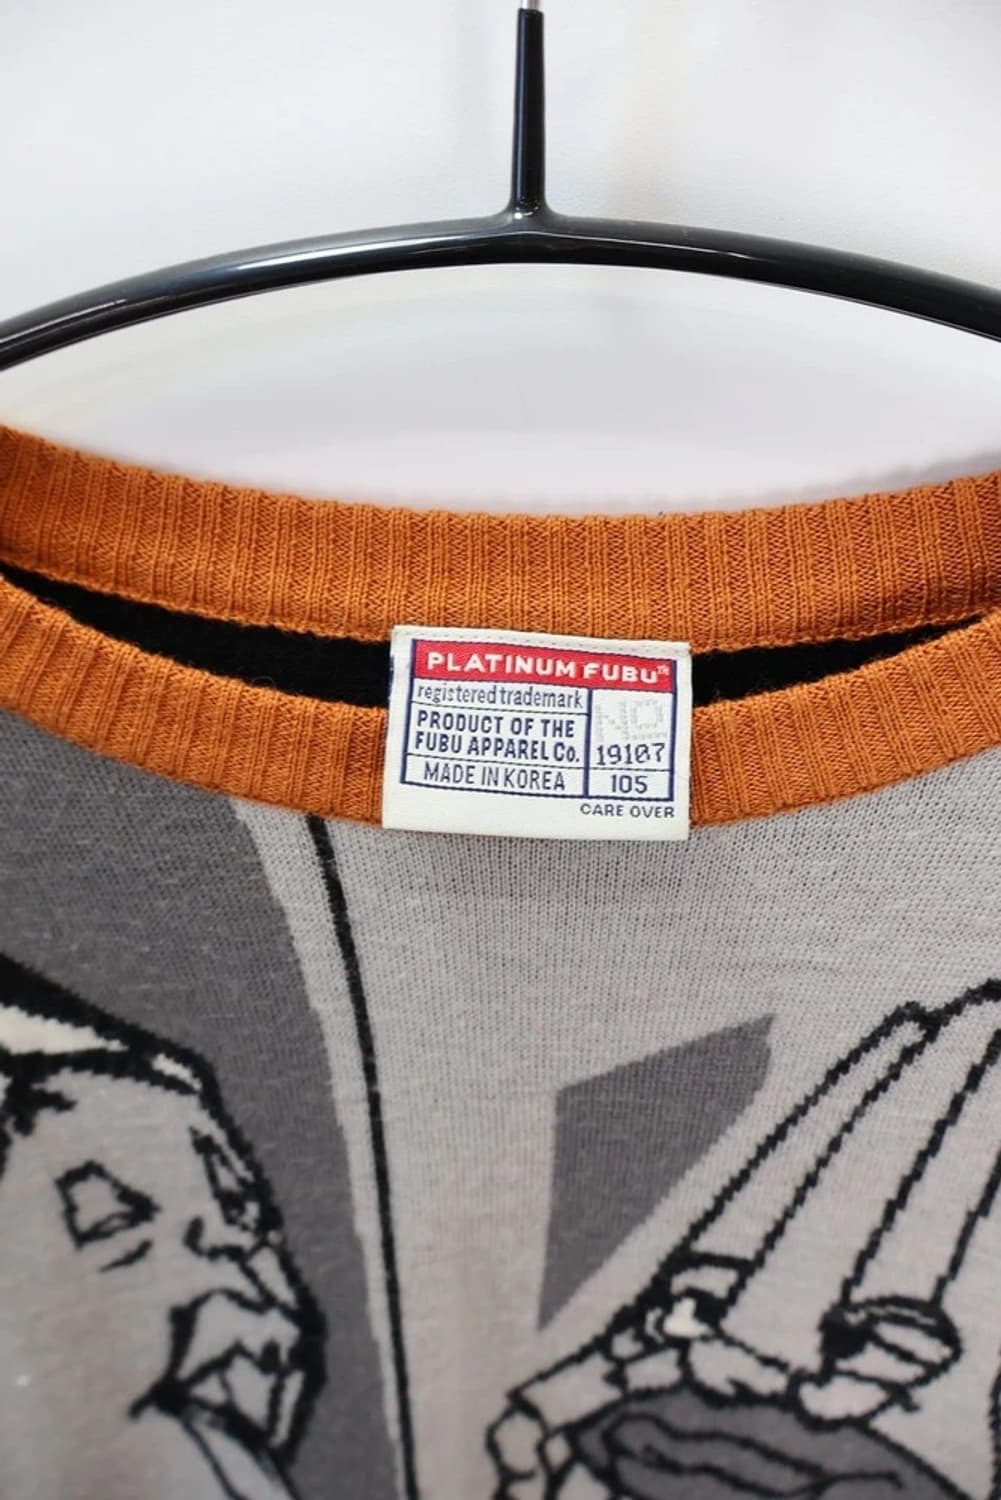 PLATINUM FUBU™
registered trademark
PRODUCT OF THE
FUBU APPAREL Co.
MADE IN KOREA
NO
19107
105
CARE OVER